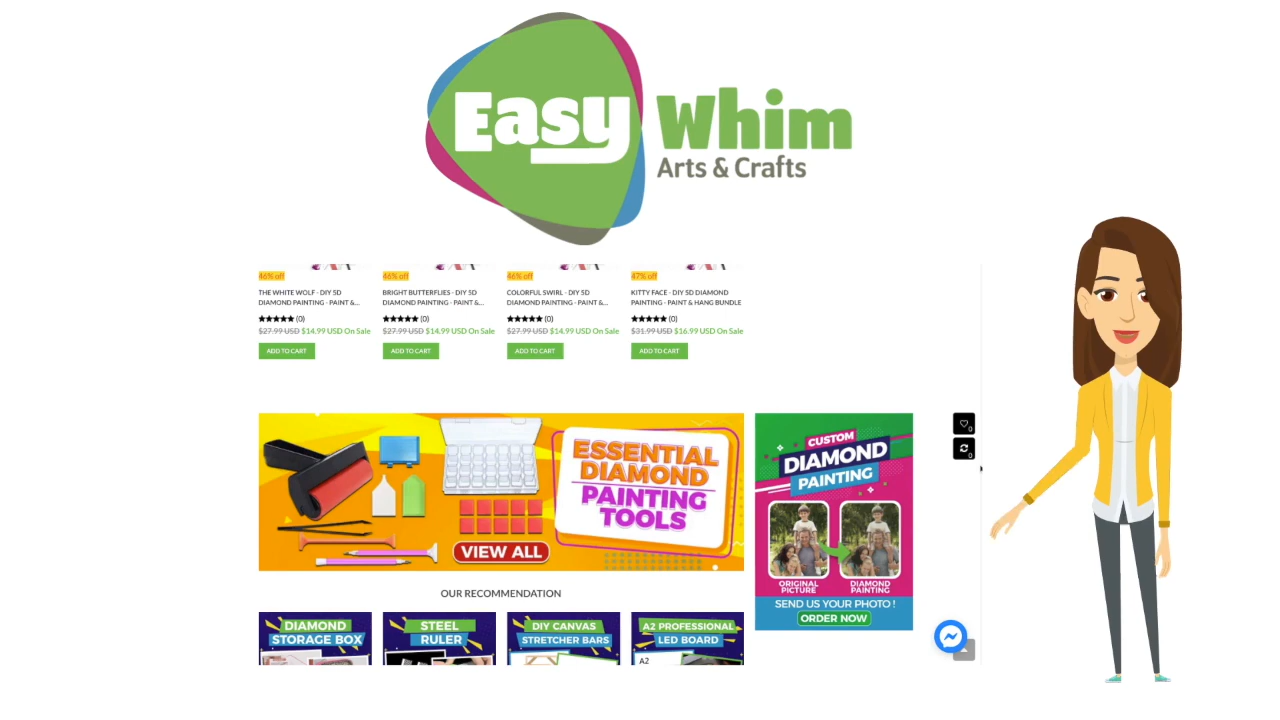 Easy Whim
Arts & Crafts
46% off
46% off
46% off
47% off
THE WHITE WOLF - DIY 5D
DIAMOND PAINTING - PAINT &...
BRIGHT BUTTERFLIES - DIY 5D
DIAMOND PAINTING - PAINT &...
COLORFUL SWIRL - DIY 5D
DIAMOND PAINTING - PAINT &...
KITTY FACE - DIY 5D DIAMOND
PAINTING - PAINT & HANG BUNDLE
★★★★★ (0)
★★★★★ (0)
★★★★★ (0)
★★★★★ (0)
$27.99 USD $14.99 USD On Sale
$27.99 USD $14.99 USD On Sale
$27.99 USD $14.99 USD On Sale
$31.99 USD $16.99 USD On Sale
ADD TO CART
ADD TO CART
ADD TO CART
ADD TO CART
ESSENTIAL
DIAMOND
PAINTING
TOOLS
VIEW ALL
CUSTOM
DIAMOND
PAINTING
ORIGINAL
PICTURE
DIAMOND
PAINTING
SEND US YOUR PHOTO !
ORDER NOW
0
0
OUR RECOMMENDATION
DIAMOND
STORAGE BOX
STEEL
RULER
DIY CANVAS
STRETCHER BARS
A2 PROFESSIONAL
LED BOARD
A2